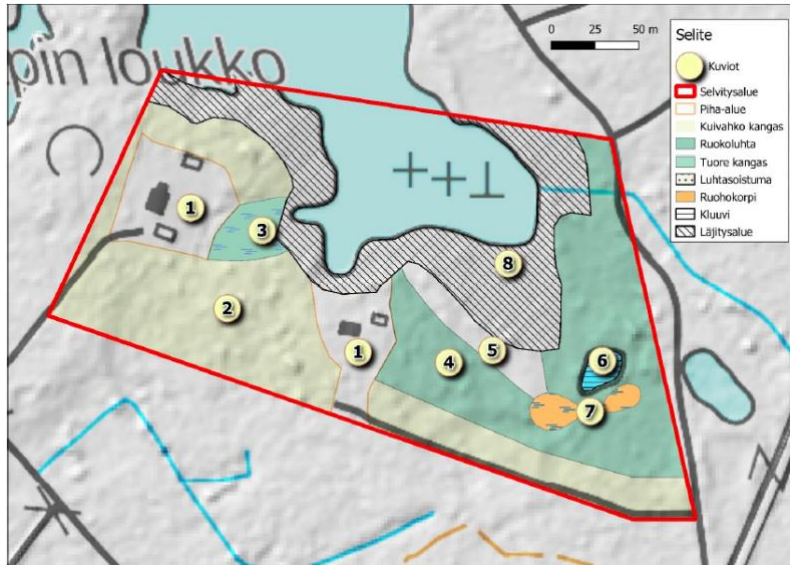 pin loukko
0 25 50 m
Selite
Kuviot
Selvitysalue
Piha-alue
Kuivahko kangas
Ruokoluhta
Tuore kangas
Luhtasoistuma
Ruohokorpi
Kluuvi
Läjitysalue
1
3
2
8
1
4
5
6
7